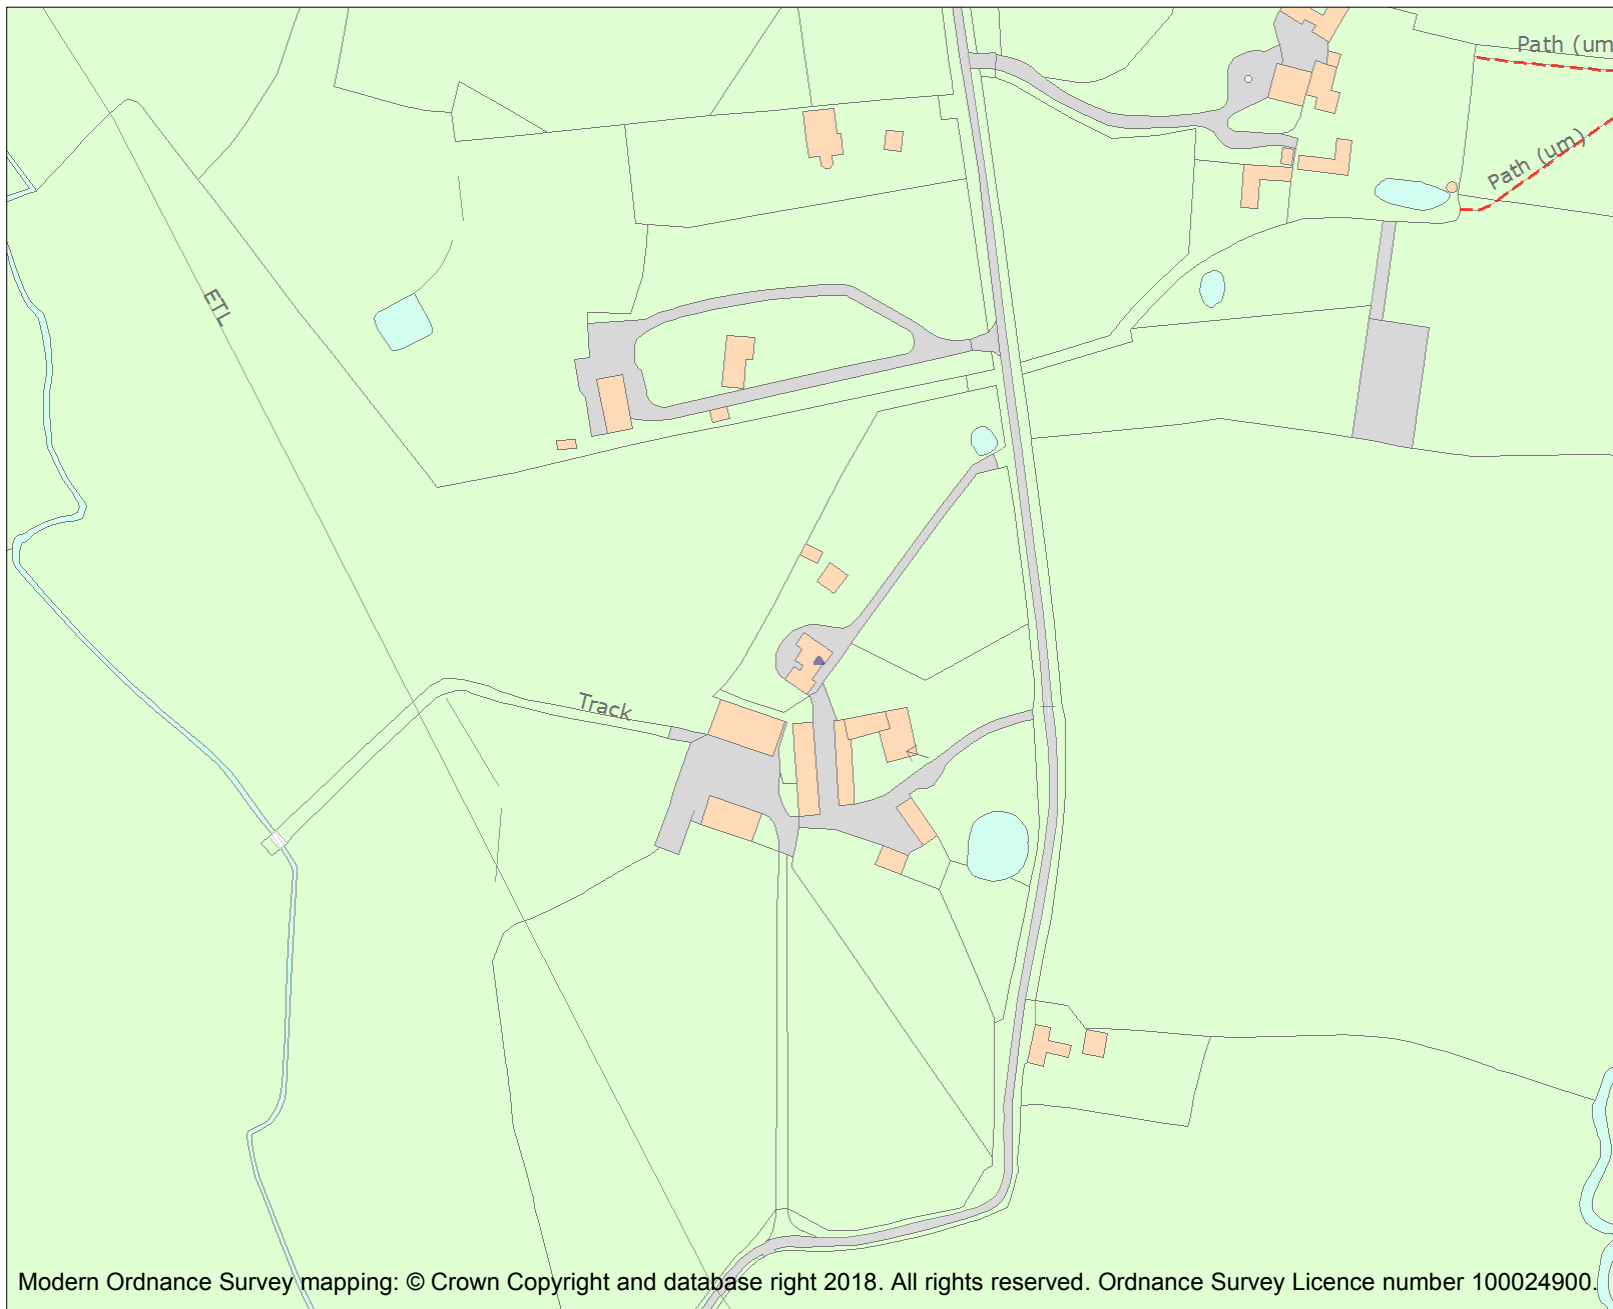 Path (um
Path (um)
ETL
Track
Modern Ordnance Survey mapping: © Crown Copyright and database right 2018. All rights reserved. Ordnance Survey Licence number 100024900.